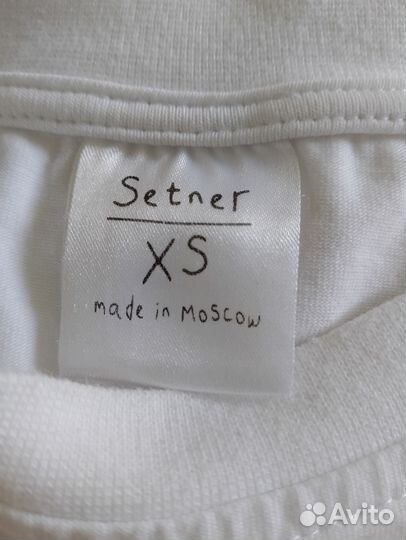 Setner
XS
made in Moscow
Avito